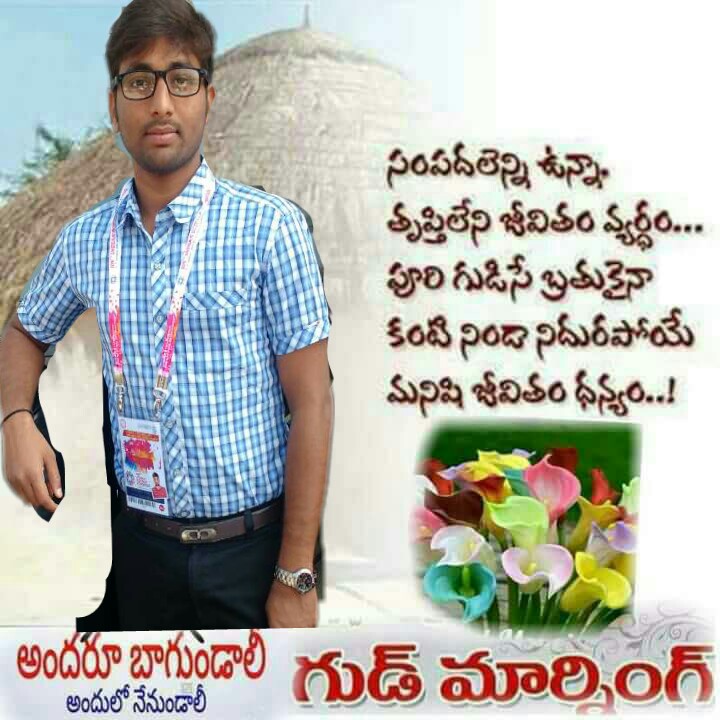 సంపదలెన్ని ఉన్నా.
తృప్తిలేని జీవితం వ్యర్థం...
పూరి గుడిసే బ్రతుకైనా
కంటి నిండా నిదురపోయే
మనిషి జీవితం ధన్యం..!
అందరూ బాగుండాలి
అందులో నేనుండాలీ
గుడ్ మార్నింగ్